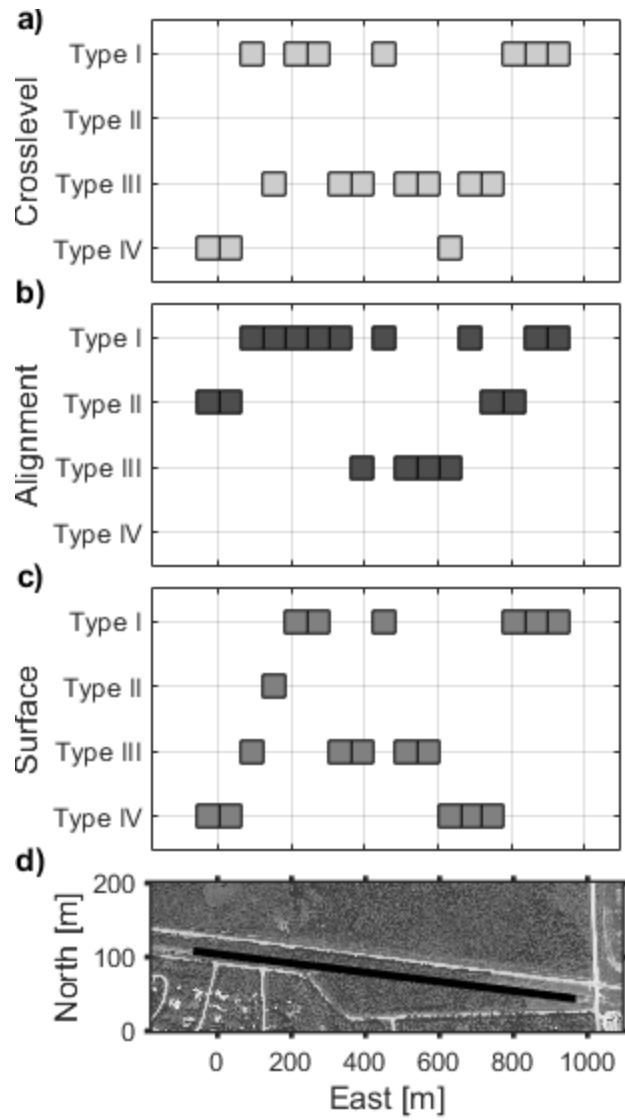 a)
Crosslevel
Type I
Type II
Type III
Type IV
b)
Alignment
Type I
Type II
Type III
Type IV
c)
Surface
Type I
Type II
Type III
Type IV
d)
North [m]
200
100
0
0 200 400 600 800 1000
East [m]